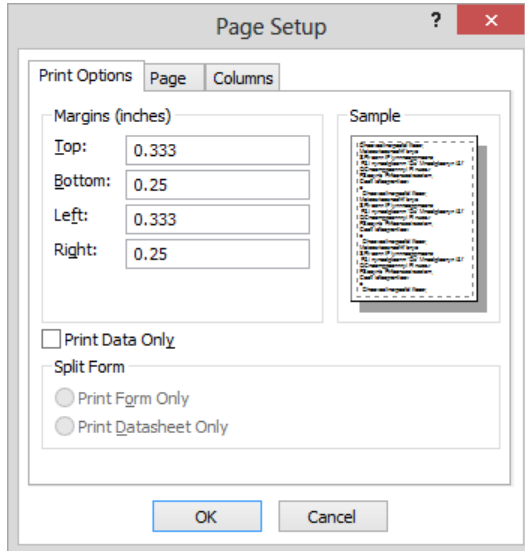 Page Setup ? ×
Print Options Page Columns
Margins (inches)
Top: 0.333
Bottom: 0.25
Left: 0.333
Right: 0.25
Sample
Print Data Only
Split Form
Print Form Only
Print Datasheet Only
OK Cancel